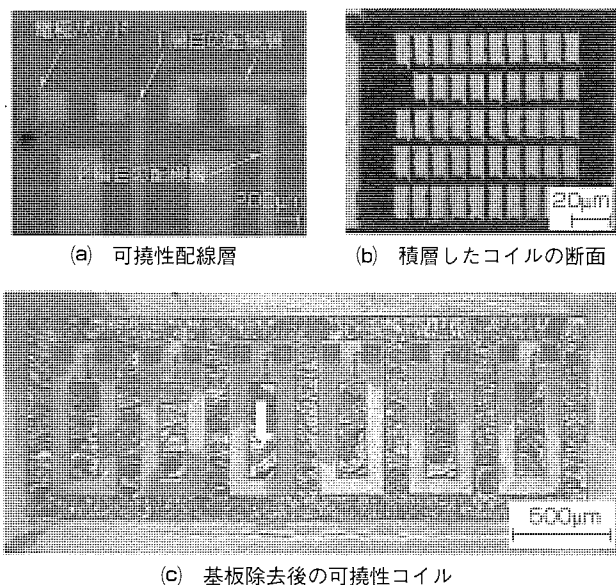 電極パッド
1層目の配線層
2層目の配線層
20μm
(a) 可撓性配線層
20μm
(b) 積層したコイルの断面
500μm
(c) 基板除去後の可撓性コイル